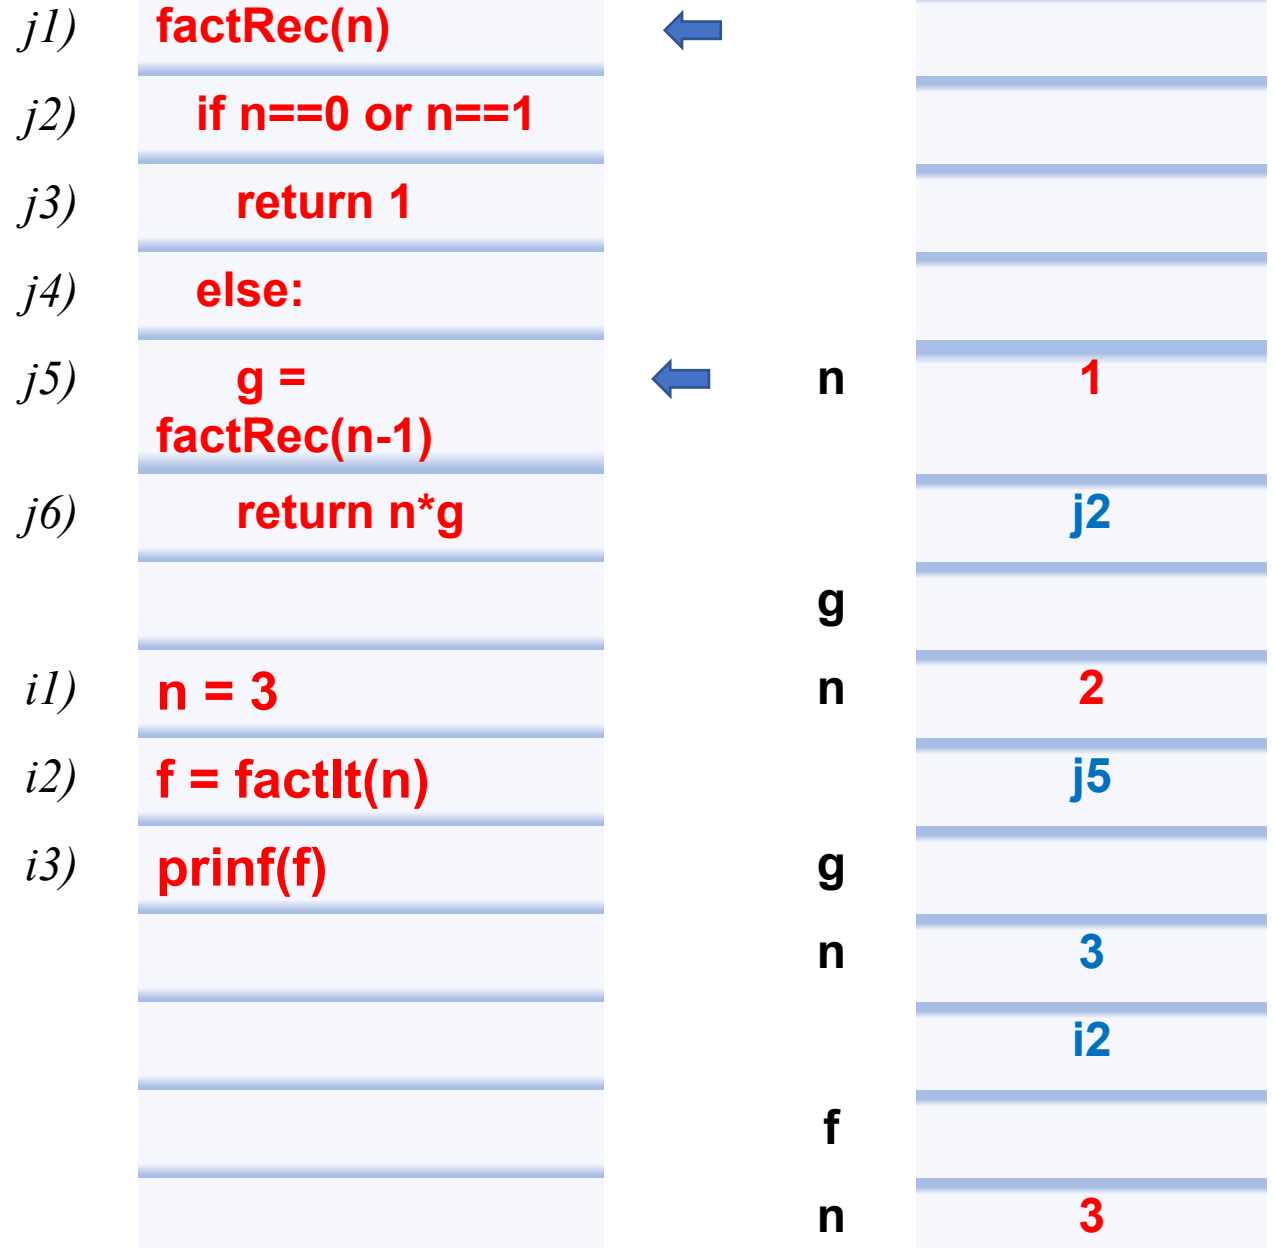 j1) factRec(n)
j2) if n==0 or n==1
j3) return 1
j4) else:
j5) g = n 1
factRec(n-1)
j6) return n*g j2
g
i1) n = 3 n 2
i2) f = factIt(n) j5
i3) prinf(f) g
n 3
i2
f
n 3